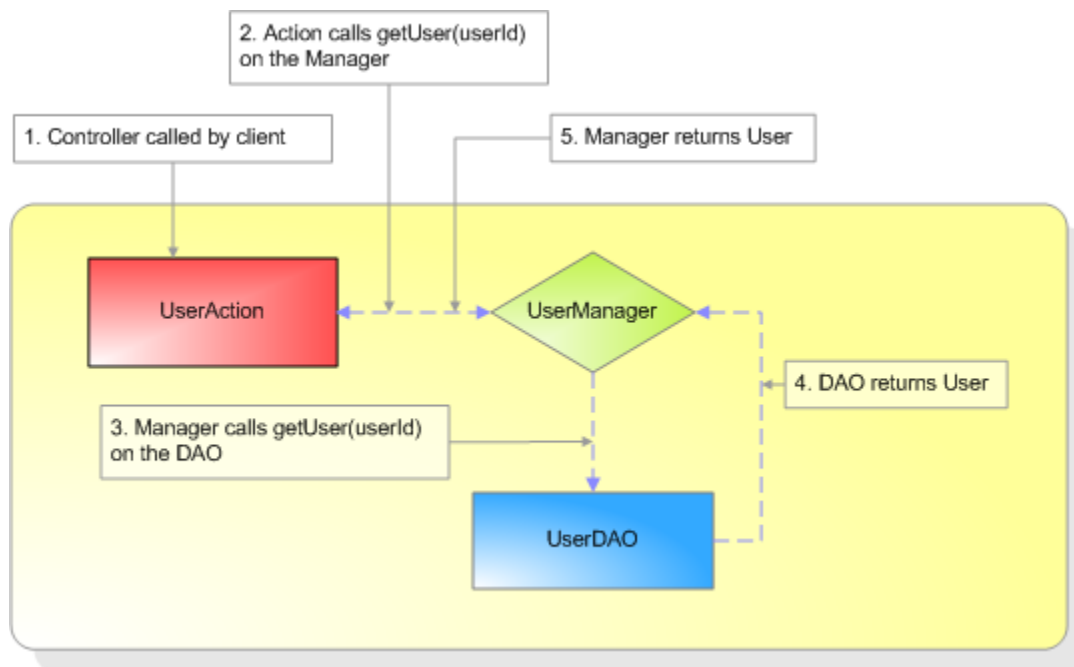 2. Action calls getUser(userId)
on the Manager
1. Controller called by client
5. Manager returns User
UserAction
UserManager
4. DAO returns User
3. Manager calls getUser(userId)
on the DAO
UserDAO